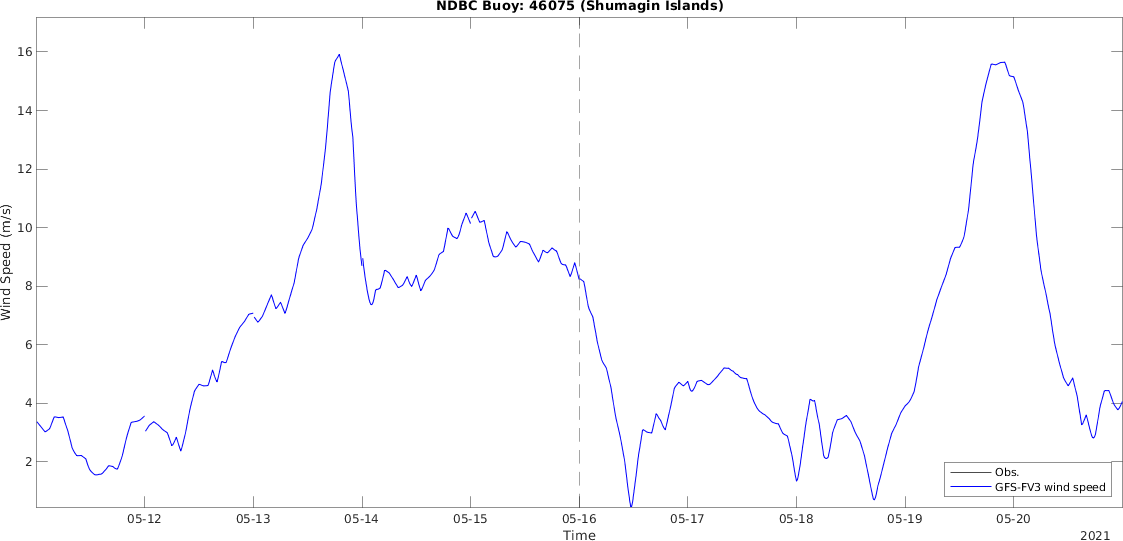 NDBC Buoy: 46075 (Shumagin Islands)
Wind Speed (m/s)
16
14
12
10
8
6
4
2
Obs.
GFS-FV3 wind speed
05-12 05-13 05-14 05-15 05-16 05-17 05-18 05-19 05-20
Time
2021